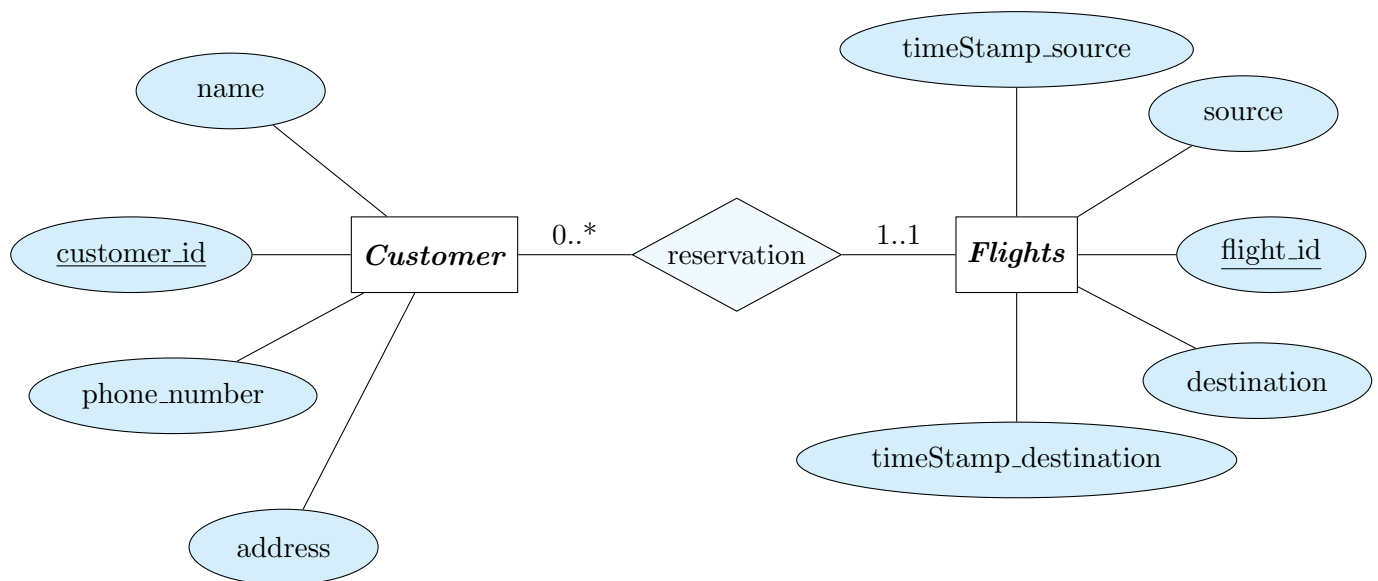 timeStamp_source
name
source
customer_id
Customer
0..*
reservation
1..1
Flights
flight_id
phone_number
destination
timeStamp_destination
address